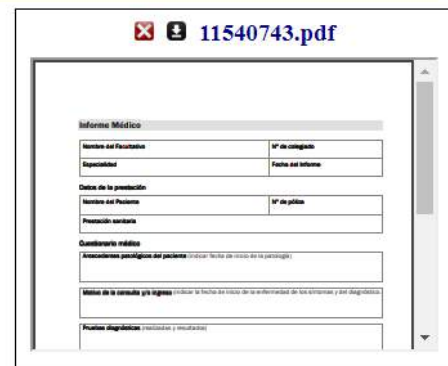 11540743.pdf
Informe Médico
Nombre del Facultativo Nº de colegiado
Especialidad Fecha del Informe
Datos de la prestación
Nombre del Paciente Nº de póliza
Prestación sanitaria
Cuestionario médico
Antecedentes patológicos del paciente (indicar fecha de inicio de la patología)
Motivo de la consulta y/o ingreso (indicar la fecha de inicio de la enfermedad de los síntomas y del diagnóstico
Pruebas diagnósticas (realizadas y resultados)